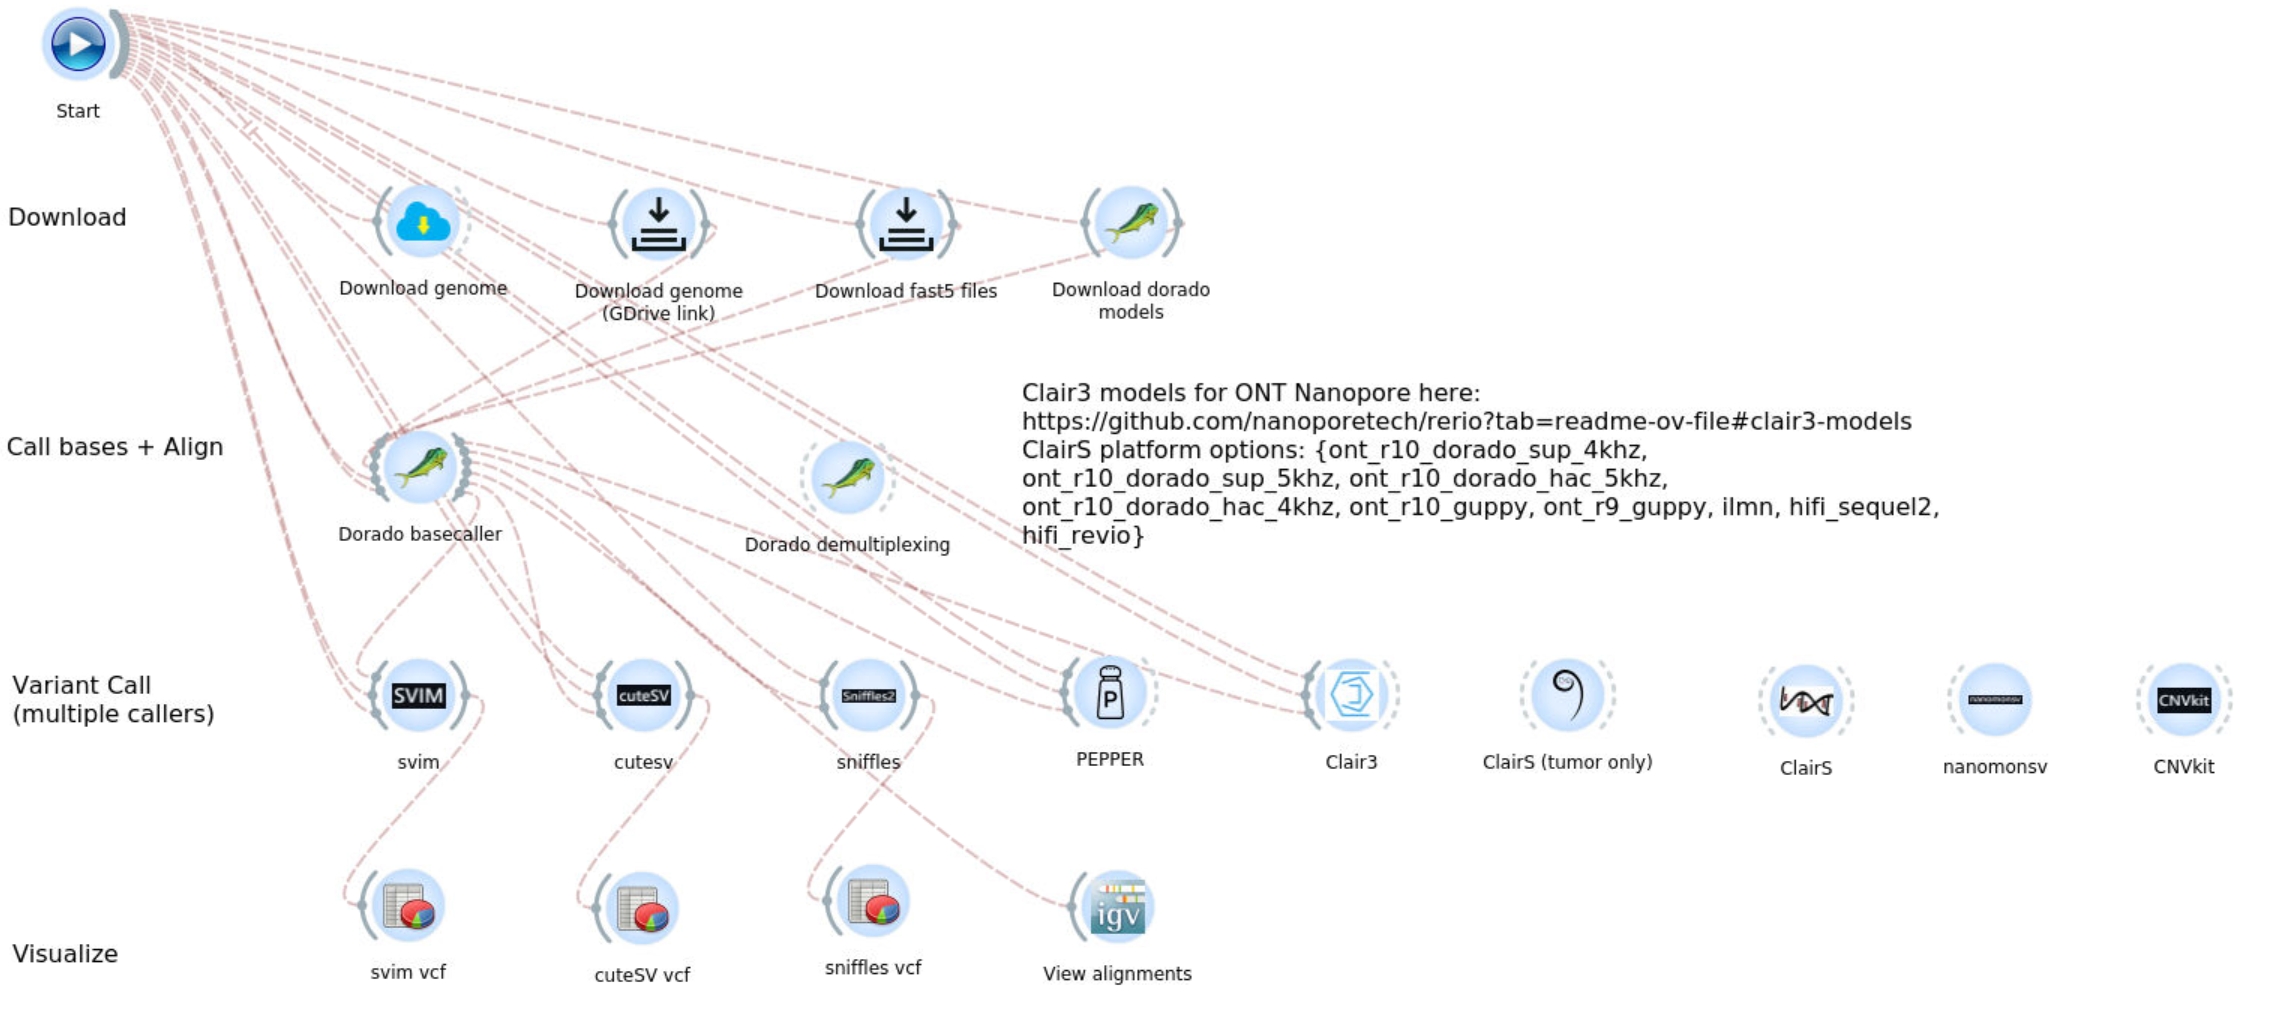 Start
Download
Download genome
Download genome
(GDrive link)
Download fast5 files
Download dorado
models
Clair3 models for ONT Nanopore here:
https://github.com/nanoporetech/rerio?tab=readme-ov-file#clair3-models
ClairS platform options: {ont_r10_dorado_sup_4khz,
ont_r10_dorado_sup_5khz, ont_r10_dorado_hac_5khz,
ont_r10_dorado_hac_4khz, ont_r10_guppy, ont_r9_guppy, ilmn, hifi_sequel2,
hifi_revio}
Call bases + Align
Dorado basecaller
Dorado demultiplexing
Variant Call
(multiple callers)
SVIM
cuteSV
Sniffles2
P
nanomonsv
CNVkit
svim
cutesv
sniffles
PEPPER
Clair3
ClairS (tumor only)
ClairS
nanomonsv
CNVkit
igv
Visualize
svim vcf
cuteSV vcf
sniffles vcf
View alignments